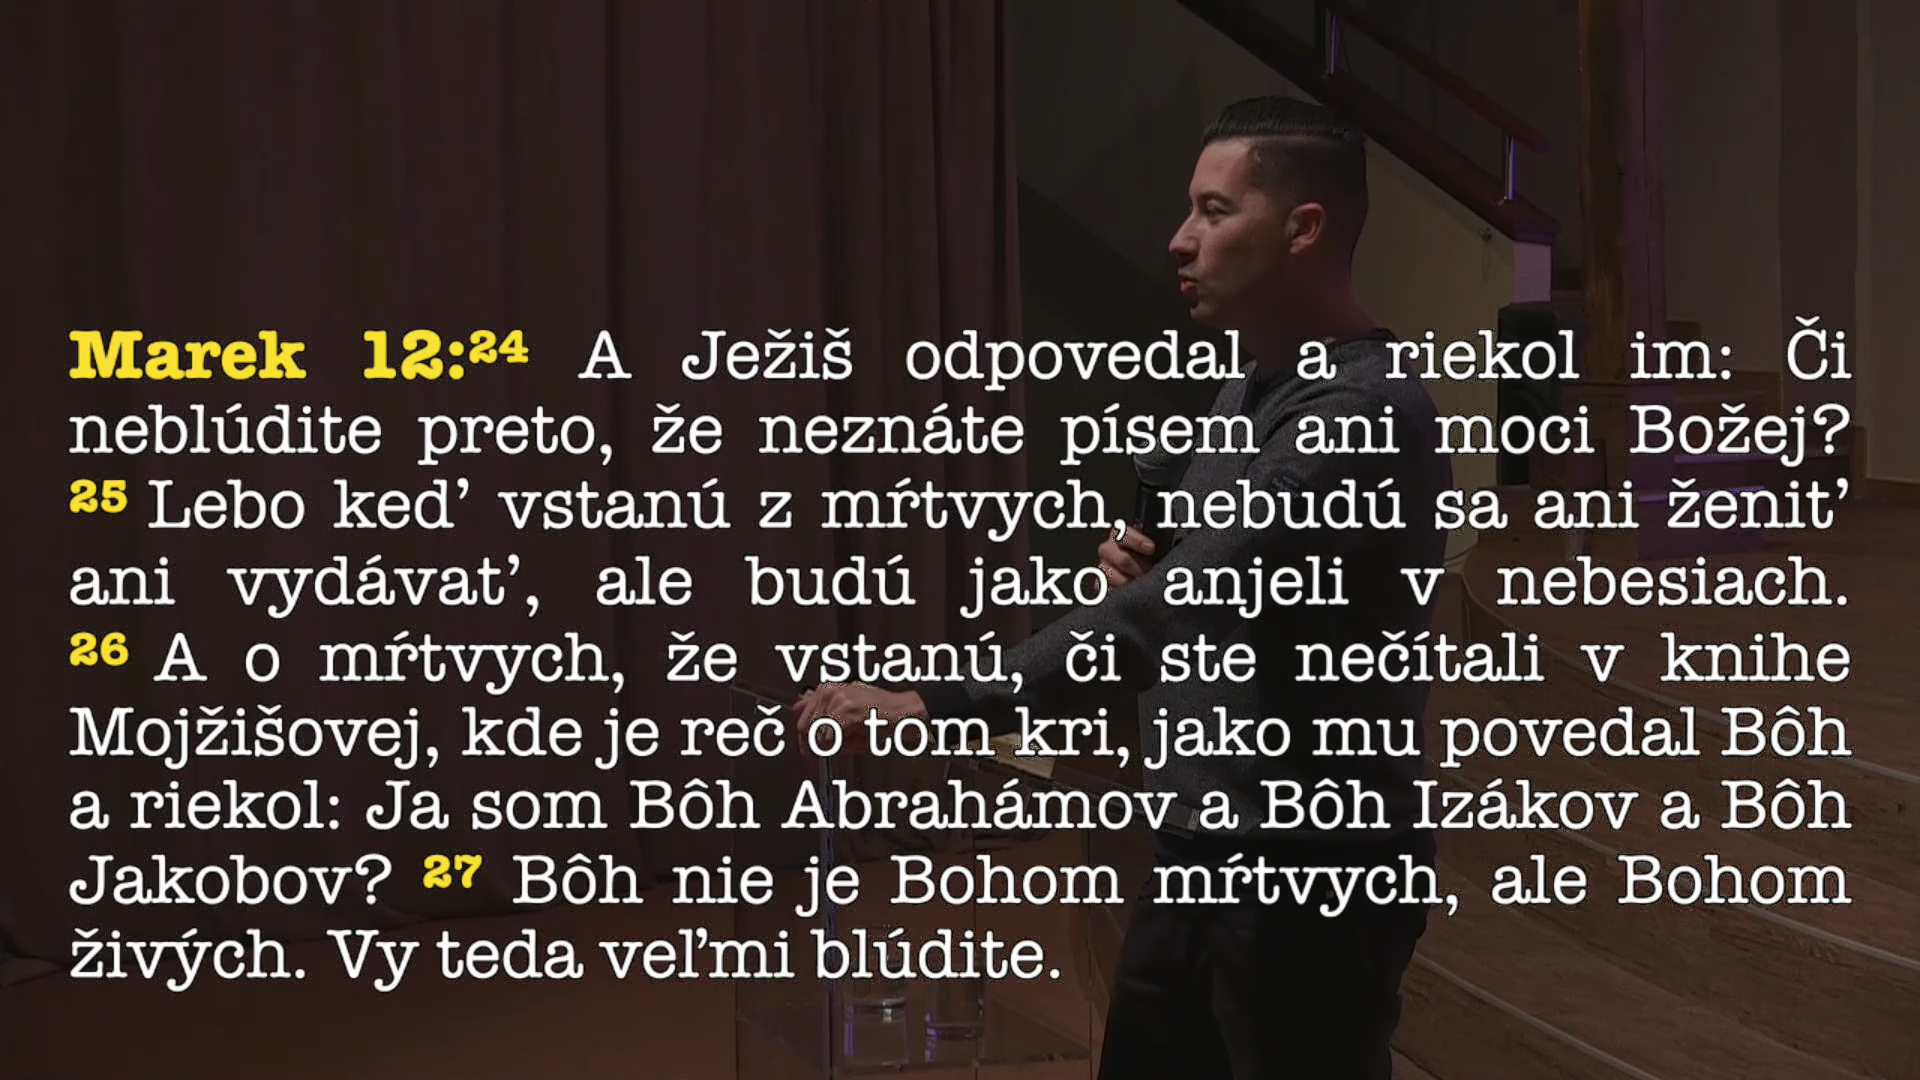 Marek 12:24 A Ježiš odpovedal a riekol im: Či
neblúdite preto, že neznáte písem ani moci Božej?
25 Lebo keď vstanú z mŕtvych, nebudú sa ani ženiť
ani vydávať, ale budú jako anjeli v nebesiach.
26 A o mŕtvych, že vstanú, či ste nečítali v knihe
Mojžišovej, kde je reč o tom kri, jako mu povedal Bôh
a riekol: Ja som Bôh Abrahámov a Bôh Izákov a Bôh
Jakobov? 27 Bôh nie je Bohom mŕtvych, ale Bohom
živých. Vy teda veľmi blúdite.